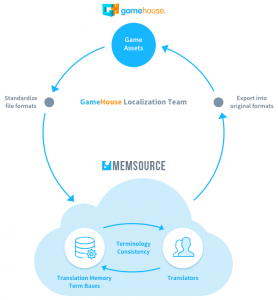 gamehouse.
Game
Assets
Standardize
file formats
GameHouse Localization Team
Export into
original formats
MEMSOURCE
Terminology
Consistency
Translation Memory
Term Bases
Translators